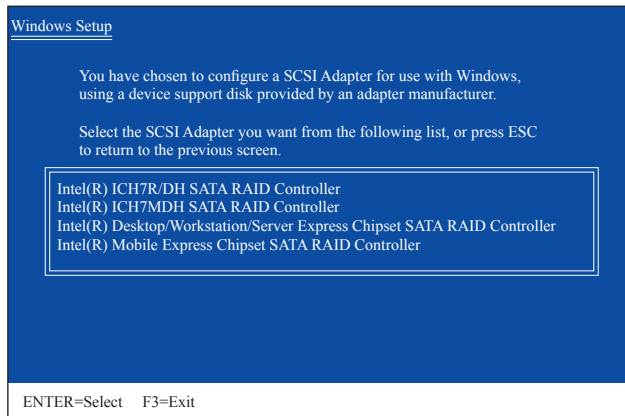 Windows Setup
You have chosen to configure a SCSI Adapter for use with Windows,
using a device support disk provided by an adapter manufacturer.
Select the SCSI Adapter you want from the following list, or press ESC
to return to the previous screen.
Intel(R) ICH7R/DH SATA RAID Controller
Intel(R) ICH7MDH SATA RAID Controller
Intel(R) Desktop/Workstation/Server Express Chipset SATA RAID Controller
Intel(R) Mobile Express Chipset SATA RAID Controller
ENTER=Select F3=Exit